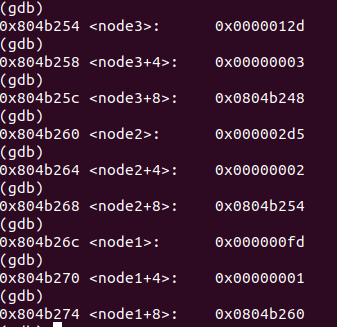 (gdb)
0x804b254 <node3>: 0x0000012d
(gdb)
0x804b258 <node3+4>: 0x00000003
(gdb)
0x804b25c <node3+8>: 0x0804b248
(gdb)
0x804b260 <node2>: 0x000002d5
(gdb)
0x804b264 <node2+4>: 0x00000002
(gdb)
0x804b268 <node2+8>: 0x0804b254
(gdb)
0x804b26c <node1>: 0x000000fd
(gdb)
0x804b270 <node1+4>: 0x00000001
(gdb)
0x804b274 <node1+8>: 0x0804b260